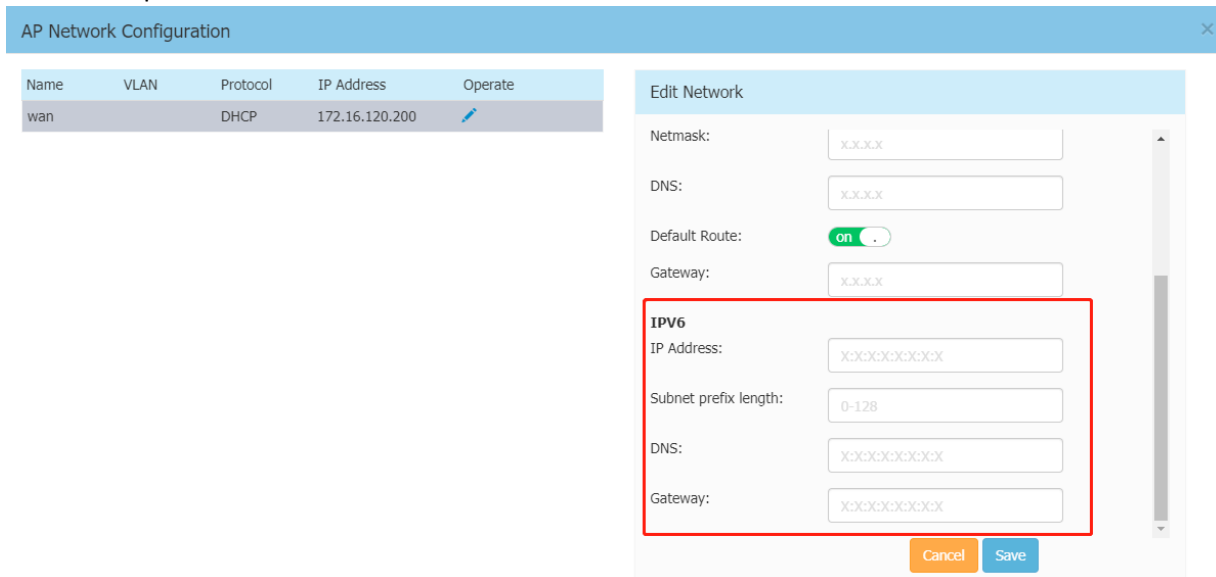 AP Network Configuration ×
Name VLAN Protocol IP Address Operate
wan DHCP 172.16.120.200
Edit Network
Netmask: x.x.x.x
DNS: x.x.x.x
Default Route: on .
Gateway: x.x.x.x
IPV6
IP Address: X:X:X:X:X:X:X:X
Subnet prefix length: 0-128
DNS: X:X:X:X:X:X:X:X
Gateway: X:X:X:X:X:X:X:X
Cancel Save